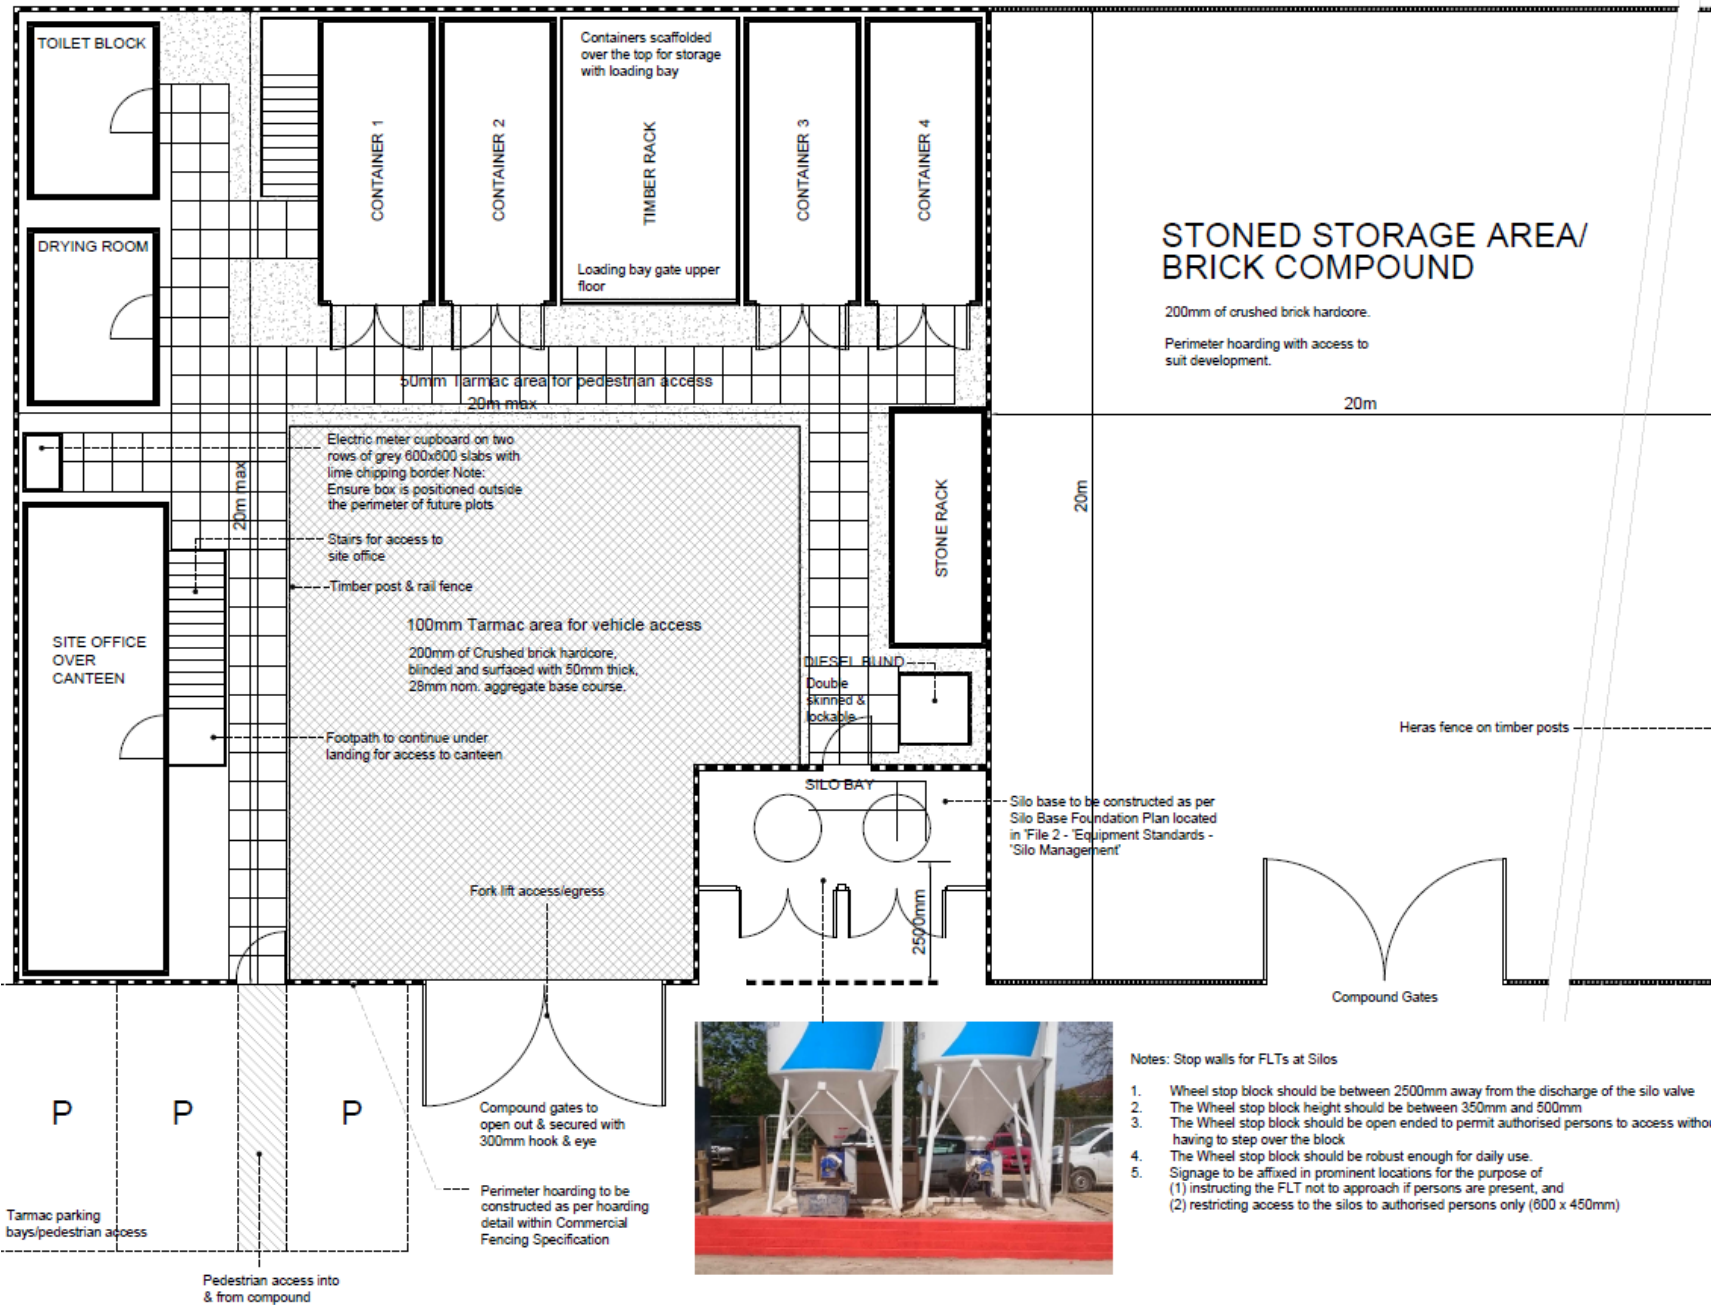 TOILET BLOCK
Containers scaffolded
over the top for storage
with loading bay
CONTAINER 1
CONTAINER 2
TIMBER RACK
CONTAINER 3
CONTAINER 4
Loading bay gate upper
floor
DRYING ROOM
STONED STORAGE AREA/
BRICK COMPOUND
200mm of crushed brick hardcore.
Perimeter hoarding with access to
suit development.
50mm Tarmac area for pedestrian access
20m max
20m
Electric meter cupboard on two
rows of grey 600x600 slabs with
lime chipping border Note:
Ensure box is positioned outside
the perimeter of future plots
20m max
20m
STONE RACK
Stairs for access to
site office
Timber post & rail fence
100mm Tarmac area for vehicle access
200mm of Crushed brick hardcore,
blinded and surfaced with 50mm thick,
28mm nom. aggregate base course.
SITE OFFICE
OVER
CANTEEN
DIESEL BUND
Double
skinned &
lockable
Footpath to continue under
landing for access to canteen
Heras fence on timber posts
SILO BAY
Silo base to be constructed as per
Silo Base Foundation Plan located
in 'File 2 - 'Equipment Standards -
'Silo Management'
Fork lift access/egress
2500mm
Compound Gates
P
P
P
Compound gates to
open out & secured with
300mm hook & eye
Perimeter hoarding to be
constructed as per hoarding
detail within Commercial
Fencing Specification
Tarmac parking
bays/pedestrian access
Pedestrian access into
& from compound
Notes: Stop walls for FLTs at Silos
1. Wheel stop block should be between 2500mm away from the discharge of the silo valve
2. The Wheel stop block height should be between 350mm and 500mm
3. The Wheel stop block should be open ended to permit authorised persons to access withou
having to step over the block
4. The Wheel stop block should be robust enough for daily use.
5. Signage to be affixed in prominent locations for the purpose of
(1) instructing the FLT not to approach if persons are present, and
(2) restricting access to the silos to authorised persons only (600 x 450mm)